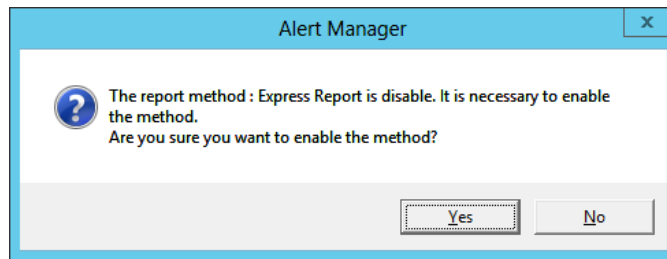 Alert Manager
x
The report method : Express Report is disable. It is necessary to enable
the method.
Are you sure you want to enable the method?
Yes
No